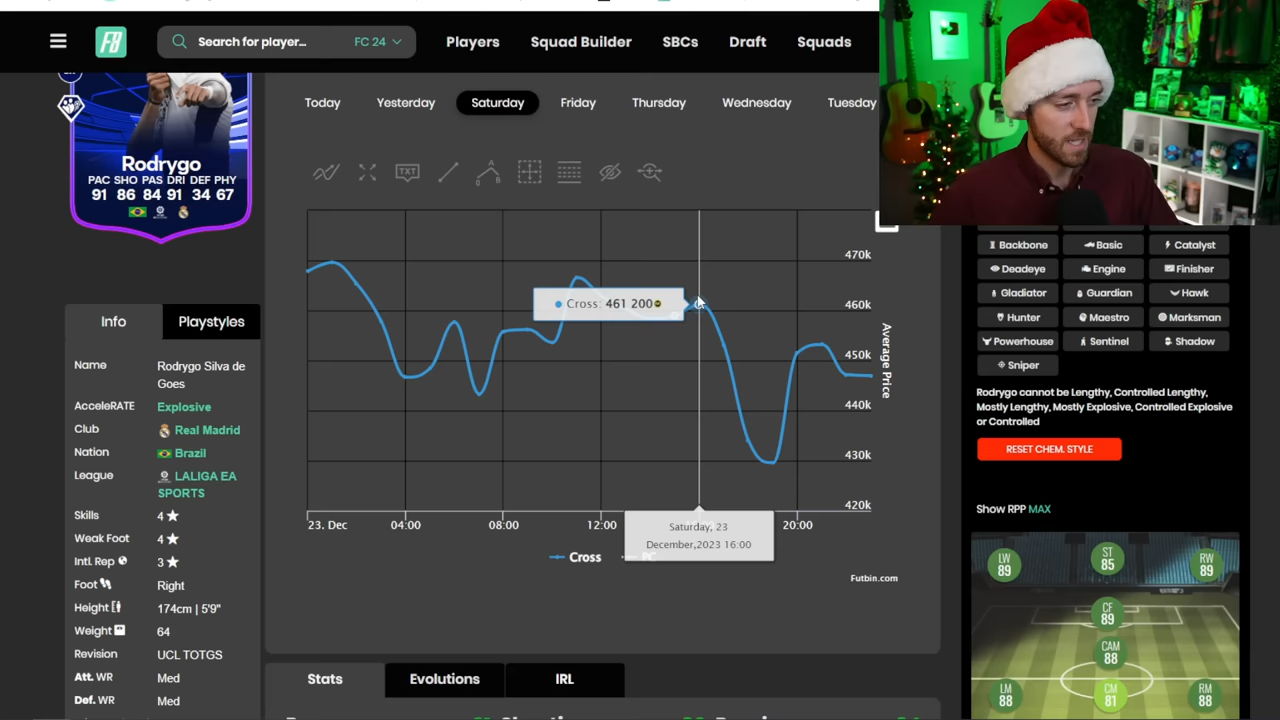 FB
Search for player...
FC 24
Players
Squad Builder
SBCs
Draft
Squads
Rodrygo
PAC SHO PAS DRI DEF PHY
91 86 84 91 34 67
Today
Yesterday
Saturday
Friday
Thursday
Wednesday
Tuesday
TXT
Cross: 461 200
470k
460k
450k
440k
430k
420k
Average Price
23. Dec
04:00
08:00
12:00
20:00
Saturday, 23
December,2023 16:00
Cross
PC
Futbin.com
Info
Playstyles
Name
Rodrygo Silva de
Goes
AcceleRATE
Explosive
Club
Real Madrid
Nation
Brazil
League
LALIGA EA
SPORTS
Skills
4★
Weak Foot
4★
Intl. Rep
3★
Foot
Right
Height
174cm | 5'9"
Weight
64
Revision
UCL TOTGS
Att. WR
Med
Def. WR
Med
Stats
Evolutions
IRL
Backbone
Basic
Catalyst
Deadeye
Engine
Finisher
Gladiator
Guardian
Hawk
Hunter
Maestro
Marksman
Powerhouse
Sentinel
Shadow
Sniper
Rodrygo cannot be Lengthy, Controlled Lengthy,
Mostly Lengthy, Mostly Explosive, Controlled Explosive
or Controlled
RESET CHEM. STYLE
Show RPP MAX
LW
89
ST
85
RW
89
CF
89
CAM
88
LM
88
CM
81
RM
88